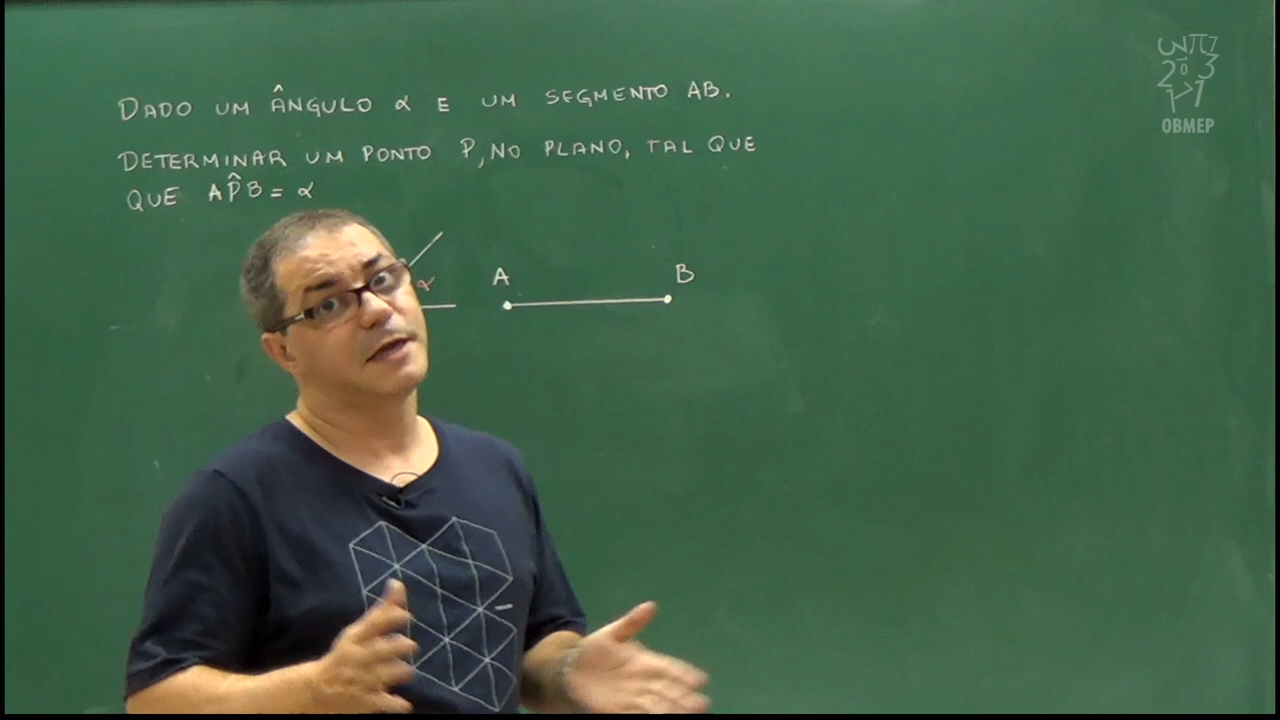 DADO UM ÂNGULO α E UM SEGMENTO AB.
DETERMINAR UM PONTO P, NO PLANO, TAL QUE
QUE AP̂B = α
α
A
B
OBMEP